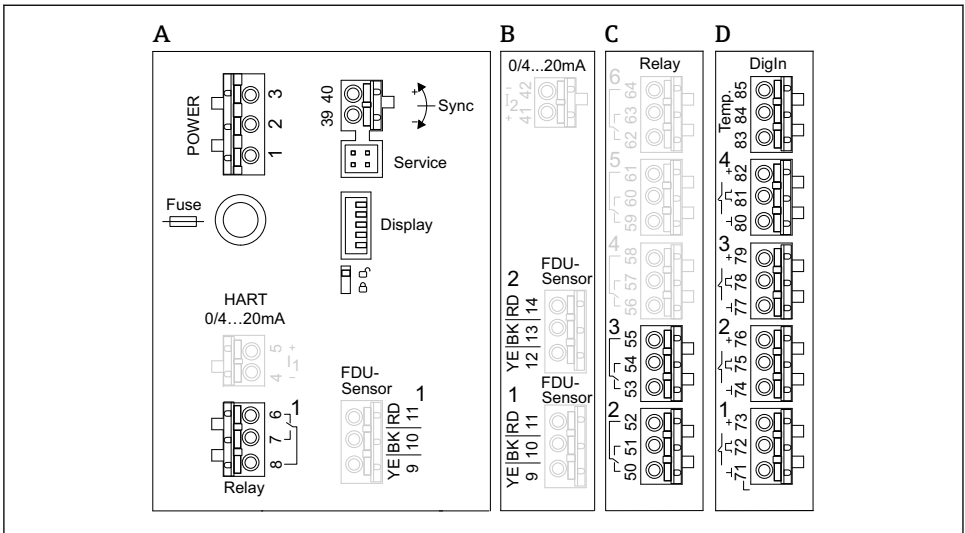 A
POWER
3
2
1
39 40
+
Sync
-
Service
Fuse
Display
HART
0/4...20mA
4 5
- I1 +
6
7
8
1
Relay
FDU-
Sensor
YE BK RD
9 10 11
1
B
0/4...20mA
+ I2 -
41 42
2
FDU-
Sensor
YE BK RD
12 13 14
1
FDU-
Sensor
YE BK RD
9 10 11
C
Relay
6
62 63 64
5
59 60 61
4
56 57 58
3
53 54 55
2
50 51 52
D
DigIn
Temp.
83 84 85
4
80 81 82
+
3
77 78 79
+
2
74 75 76
+
1
71 72 73
+